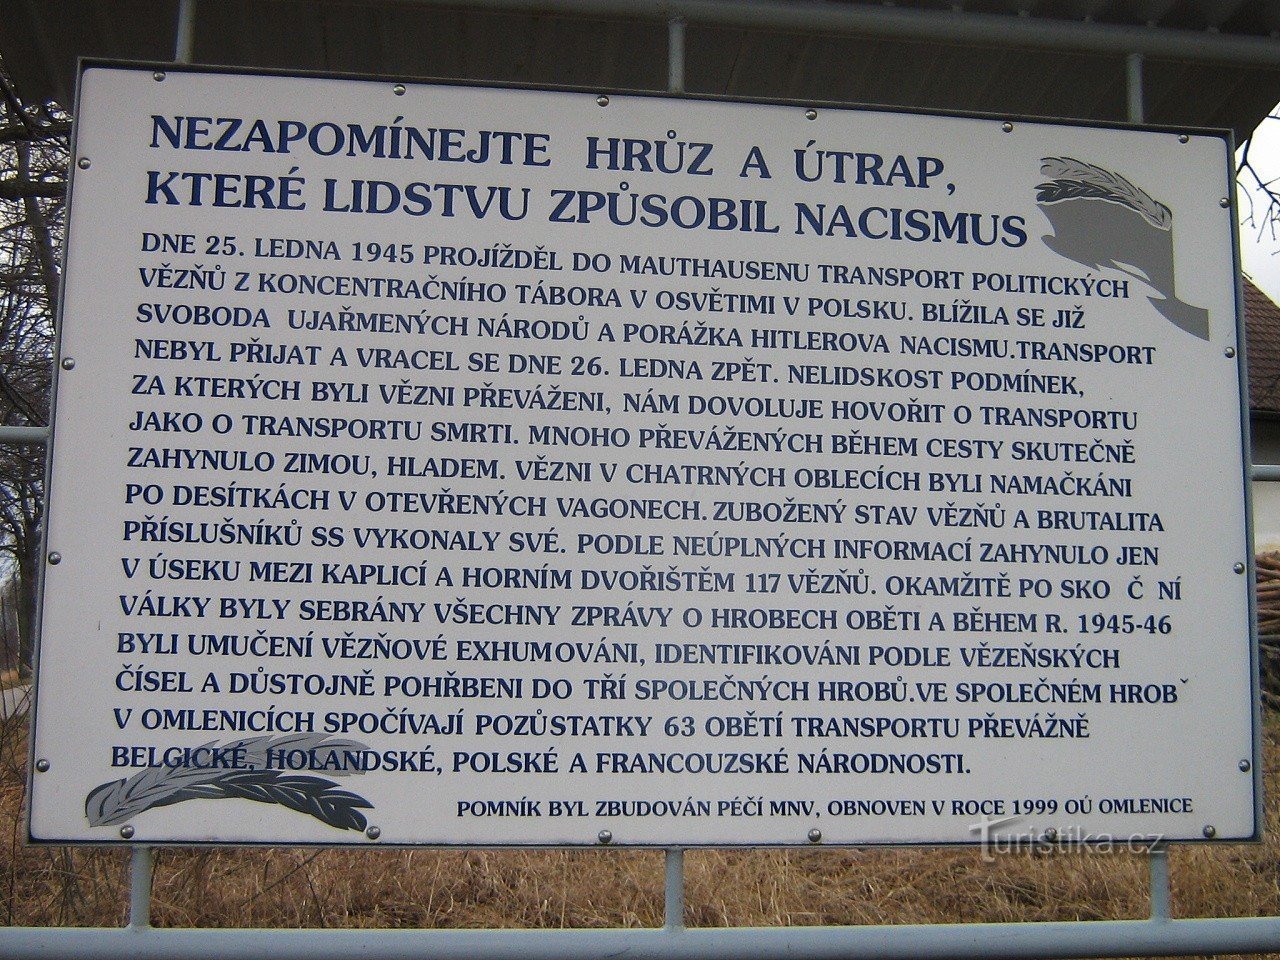 NEZAPOMÍNEJTE HRŮZ A ÚTRAP,
KTERÉ LIDSTVU ZPŮSOBIL NACISMUS
DNE 25. LEDNA 1945 PROJÍŽDĚL DO MAUTHAUSENU TRANSPORT POLITICKÝCH
VĚZŇŮ Z KONCENTRAČNÍHO TÁBORA V OSVĚTIMI V POLSKU. BLÍŽILA SE JIŽ
SVOBODA UJAŘMENÝCH NÁRODŮ A PORÁŽKA HITLEROVA NACISMU.TRANSPORT
NEBYL PŘIJAT A VRACEL SE DNE 26. LEDNA ZPĚT. NELIDSKOST PODMÍNEK,
ZA KTERÝCH BYLI VĚZNI PŘEVÁŽENI, NÁM DOVOLUJE HOVOŘIT O TRANSPORTU
JAKO O TRANSPORTU SMRTI. MNOHO PŘEVÁŽENÝCH BĚHEM CESTY SKUTEČNĚ
ZAHYNULO ZIMOU, HLADEM. VĚZNI V CHATRNÝCH OBLECÍCH BYLI NAMAČKÁNI
PO DESÍTKÁCH V OTEVŘENÝCH VAGONECH. ZUBOŽENÝ STAV VĚZŇŮ A BRUTALITA
PŘÍSLUŠNÍKŮ SS VYKONALY SVÉ. PODLE NEÚPLNÝCH INFORMACÍ ZAHYNULO JEN
V ÚSEKU MEZI KAPLICÍ A HORNÍM DVOŘIŠTĚM 117 VĚZŇŮ. OKAMŽITĚ PO SKO Č NÍ
VÁLKY BYLY SEBRÁNY VŠECHNY ZPRÁVY O HROBECH OBĚTI A BĚHEM R. 1945-46
BYLI UMUČENÍ VĚZŇOVÉ EXHUMOVÁNI, IDENTIFIKOVÁNI PODLE VĚZEŇSKÝCH
ČÍSEL A DŮSTOJNĚ POHŘBENI DO TŘÍ SPOLEČNÝCH HROBŮ.VE SPOLEČNÉM HROBˇ
V OMLENICÍCH SPOČÍVAJÍ POZŮSTATKY 63 OBĚTÍ TRANSPORTU PŘEVÁŽNĚ
BELGICKÉ, HOLANDSKÉ, POLSKÉ A FRANCOUZSKÉ NÁRODNOSTI.
POMNÍK BYL ZBUDOVÁN PÉČÍ MNV, OBNOVEN V ROCE 1999 OÚ OMLENICE
Turistika.cz